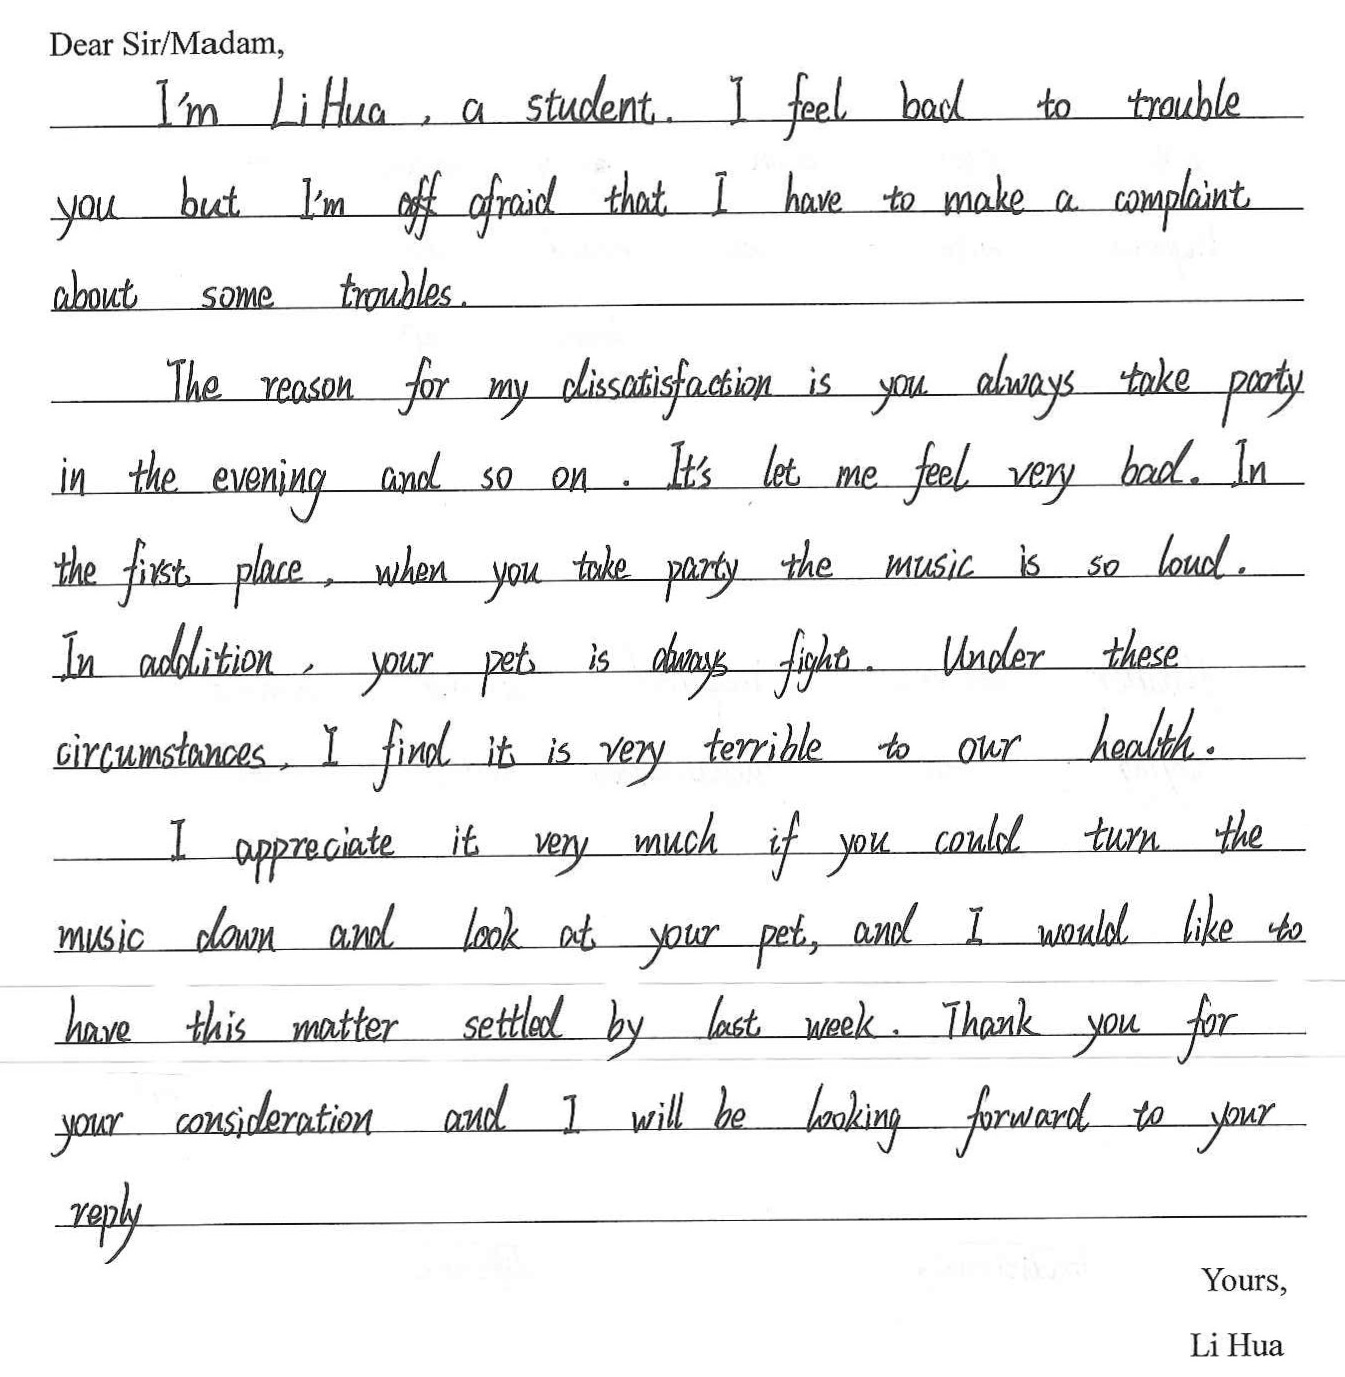 Dear Sir/Madam,
I'm Li Hua, a student. I feel bad to trouble
you but I'm afraid that I have to make a complaint
about some troubles.
The reason for my dissatisfaction is you always take party
in the evening and so on. It's let me feel very bad. In
the first place, when you take party the music is so loud.
In addition, your pet is always fight. Under these
circumstances, I find it is very terrible to our health.
I appreciate it very much if you could turn the
music down and look at your pet, and I would like to
have this matter settled by last week. Thank you for
your consideration and I will be looking forward to your
reply
Yours,
Li Hua